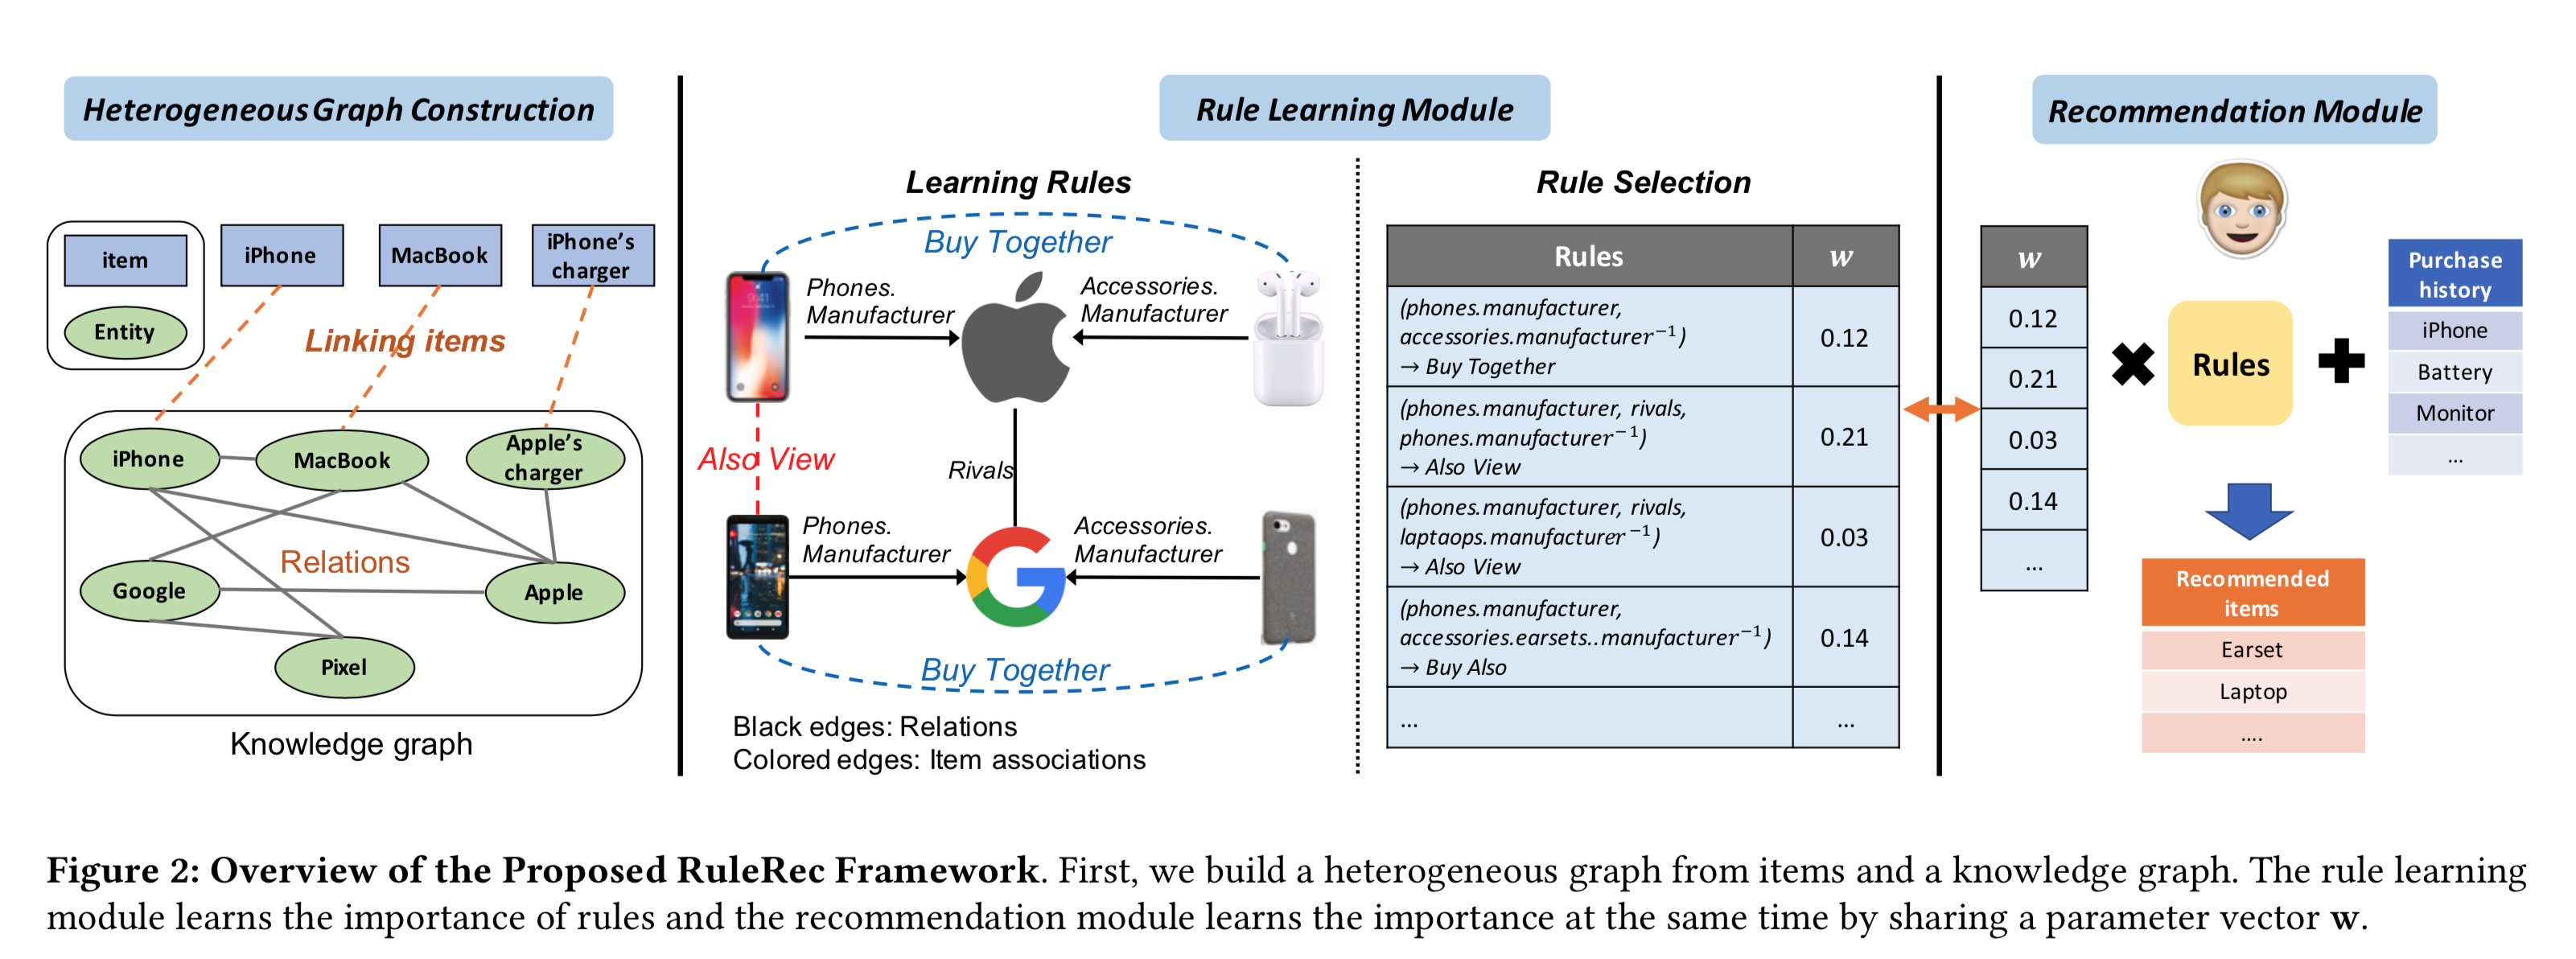 Heterogeneous Graph Construction
item
Entity
iPhone
MacBook
iPhone's
charger
Linking items
iPhone
MacBook
Apple's
charger
Relations
Google
Apple
Pixel
Knowledge graph
Rule Learning Module
Learning Rules
Buy Together
9:41
Phones.
Manufacturer
Accessories.
Manufacturer
Also View
Rivals
Phones.
Manufacturer
Accessories.
Manufacturer
Buy Together
Black edges: Relations
Colored edges: Item associations
Rule Selection
Rules w
(phones.manufacturer,
accessories.manufacturer⁻¹)
→ Buy Together
0.12
(phones.manufacturer, rivals,
phones.manufacturer⁻¹)
→ Also View
0.21
(phones.manufacturer, rivals,
laptaops.manufacturer ⁻¹)
→ Also View
0.03
(phones.manufacturer,
accessories.earsets..manufacturer⁻¹)
→ Buy Also
0.14
... ...
Recommendation Module
w
0.12
0.21
0.03
0.14
...
Rules
Purchase
history
iPhone
Battery
Monitor
...
Recommended
items
Earset
Laptop
....
Figure 2: Overview of the Proposed RuleRec Framework. First, we build a heterogeneous graph from items and a knowledge graph. The rule learning
module learns the importance of rules and the recommendation module learns the importance at the same time by sharing a parameter vector w.